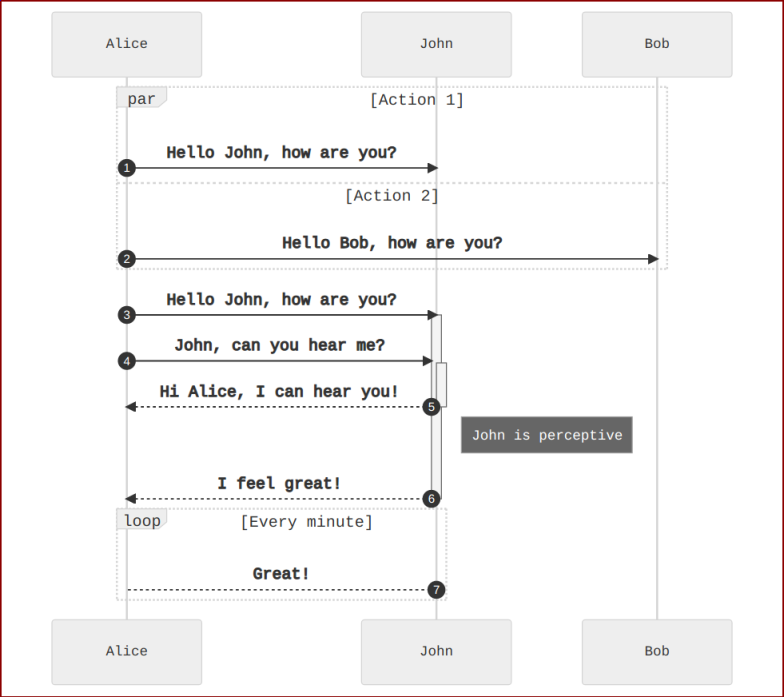 Alice
John
Bob
par
[Action 1]
Hello John, how are you?
1
[Action 2]
Hello Bob, how are you?
2
Hello John, how are you?
3
John, can you hear me?
4
Hi Alice, I can hear you!
5
John is perceptive
I feel great!
6
loop
[Every minute]
Great!
7
Alice
John
Bob